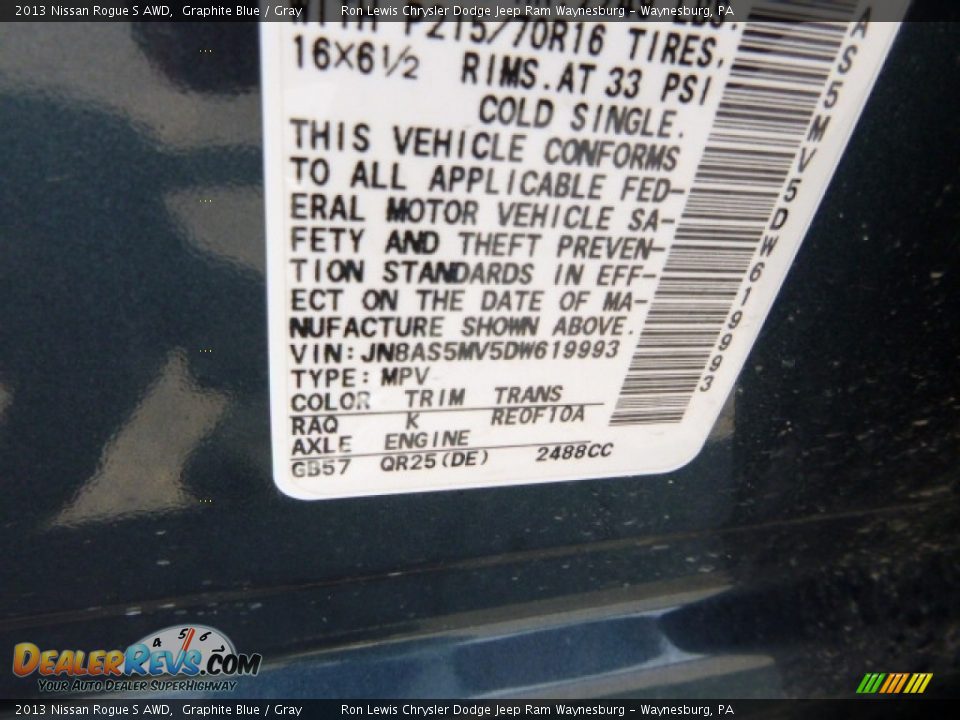 2013 Nissan Rogue S AWD, Graphite Blue / Gray Ron Lewis Chrysler Dodge Jeep Ram Waynesburg - Waynesburg, PA
P215/70R16 TIRES,
16X6½ RIMS.AT 33 PSI
COLD SINGLE.
THIS VEHICLE CONFORMS
TO ALL APPLICABLE FED-
ERAL MOTOR VEHICLE SA-
FETY AND THEFT PREVEN-
TION STANDARDS IN EFF-
ECT ON THE DATE OF MA-
NUFACTURE SHOWN ABOVE.
VIN:JN8AS5MV5DW619993
TYPE: MPV
COLOR TRIM TRANS
RAQ K RE0F10A
AXLE ENGINE
GB57 QR25(DE) 2488CC
AS5MV5DW619993
4 5 6
DEALERREVS.COM
YOUR AUTO DEALER SUPERHIGHWAY
2013 Nissan Rogue S AWD, Graphite Blue / Gray Ron Lewis Chrysler Dodge Jeep Ram Waynesburg - Waynesburg, PA